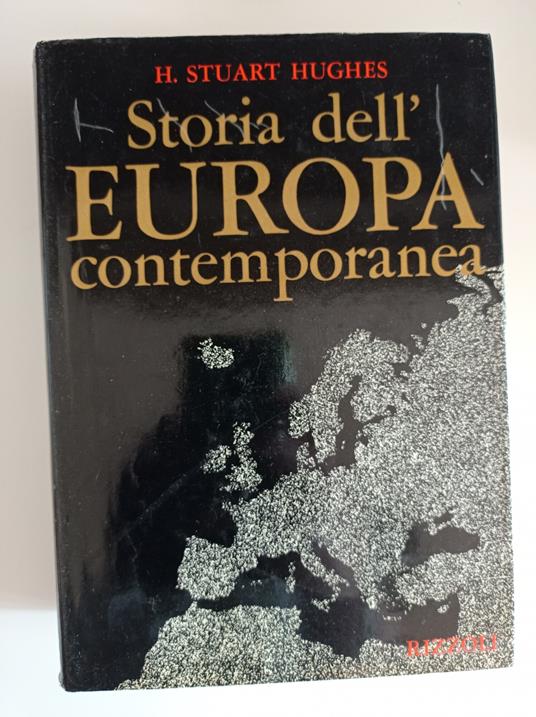 H. STUART HUGHES
Storia dell'
EUROPA
contemporanea
RIZZOLI